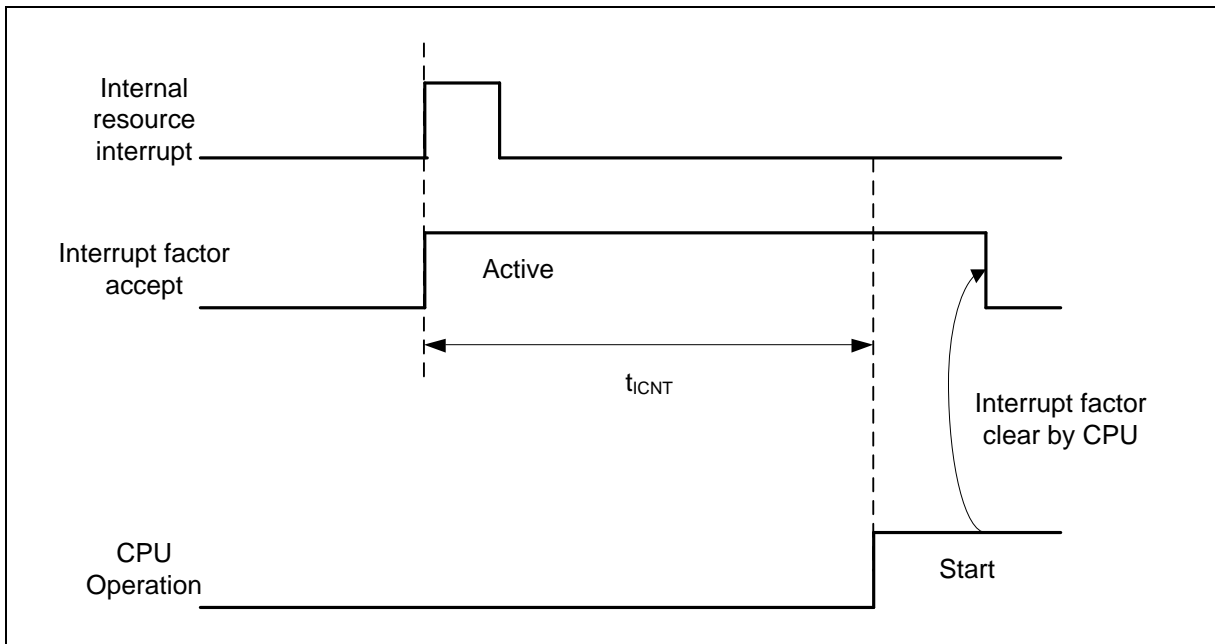 Internal
resource
interrupt
Interrupt factor
accept
Active
tICNT
Interrupt factor
clear by CPU
CPU
Operation
Start